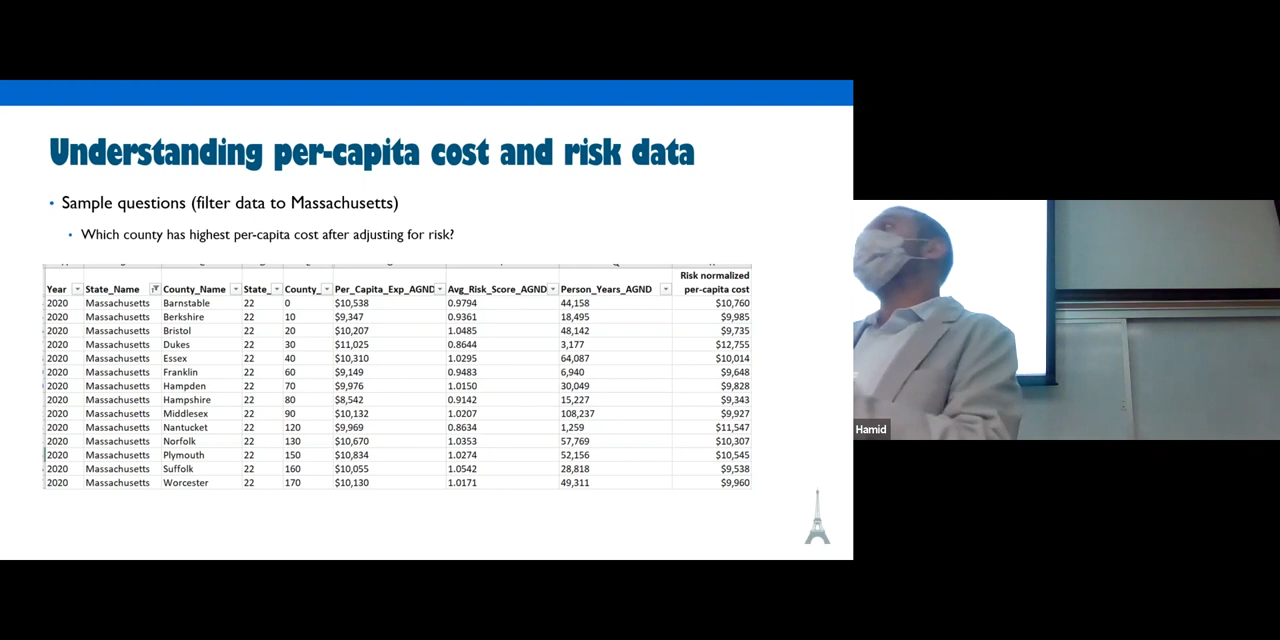 Understanding per-capita cost and risk data
• Sample questions (filter data to Massachusetts)
• Which county has highest per-capita cost after adjusting for risk?
Risk normalized
Year State_Name County_Name State_ County_ Per_Capita_Exp_AGND Avg_Risk_Score_AGND Person_Years_AGND per-capita cost
2020 Massachusetts Barnstable 22 0 $10,538 0.9794 44,158 $10,760
2020 Massachusetts Berkshire 22 10 $9,347 0.9361 18,495 $9,985
2020 Massachusetts Bristol 22 20 $10,207 1.0485 48,142 $9,735
2020 Massachusetts Dukes 22 30 $11,025 0.8644 3,177 $12,755
2020 Massachusetts Essex 22 40 $10,310 1.0295 64,087 $10,014
2020 Massachusetts Franklin 22 60 $9,149 0.9483 6,940 $9,648
2020 Massachusetts Hampden 22 70 $9,976 1.0150 30,049 $9,828
2020 Massachusetts Hampshire 22 80 $8,542 0.9142 15,227 $9,343
2020 Massachusetts Middlesex 22 90 $10,132 1.0207 108,237 $9,927
2020 Massachusetts Nantucket 22 120 $9,969 0.8634 1,259 $11,547
2020 Massachusetts Norfolk 22 130 $10,670 1.0353 57,769 $10,307
2020 Massachusetts Plymouth 22 150 $10,834 1.0274 52,156 $10,545
2020 Massachusetts Suffolk 22 160 $10,055 1.0542 28,818 $9,538
2020 Massachusetts Worcester 22 170 $10,130 1.0171 49,311 $9,960
Hamid